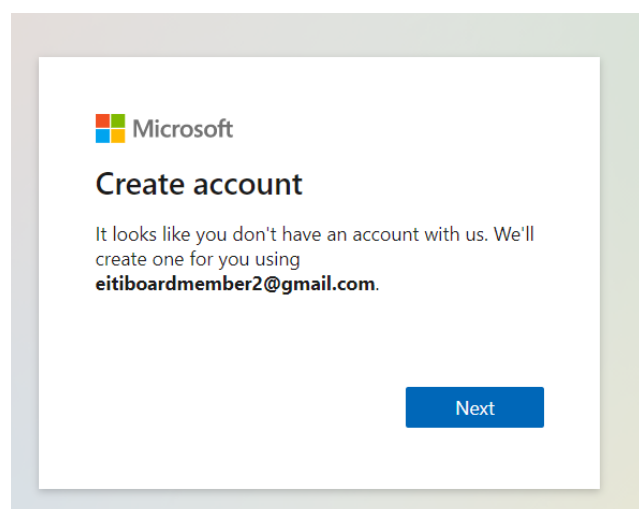 Microsoft
Create account
It looks like you don't have an account with us. We'll
create one for you using
eitiboardmember2@gmail.com.
Next